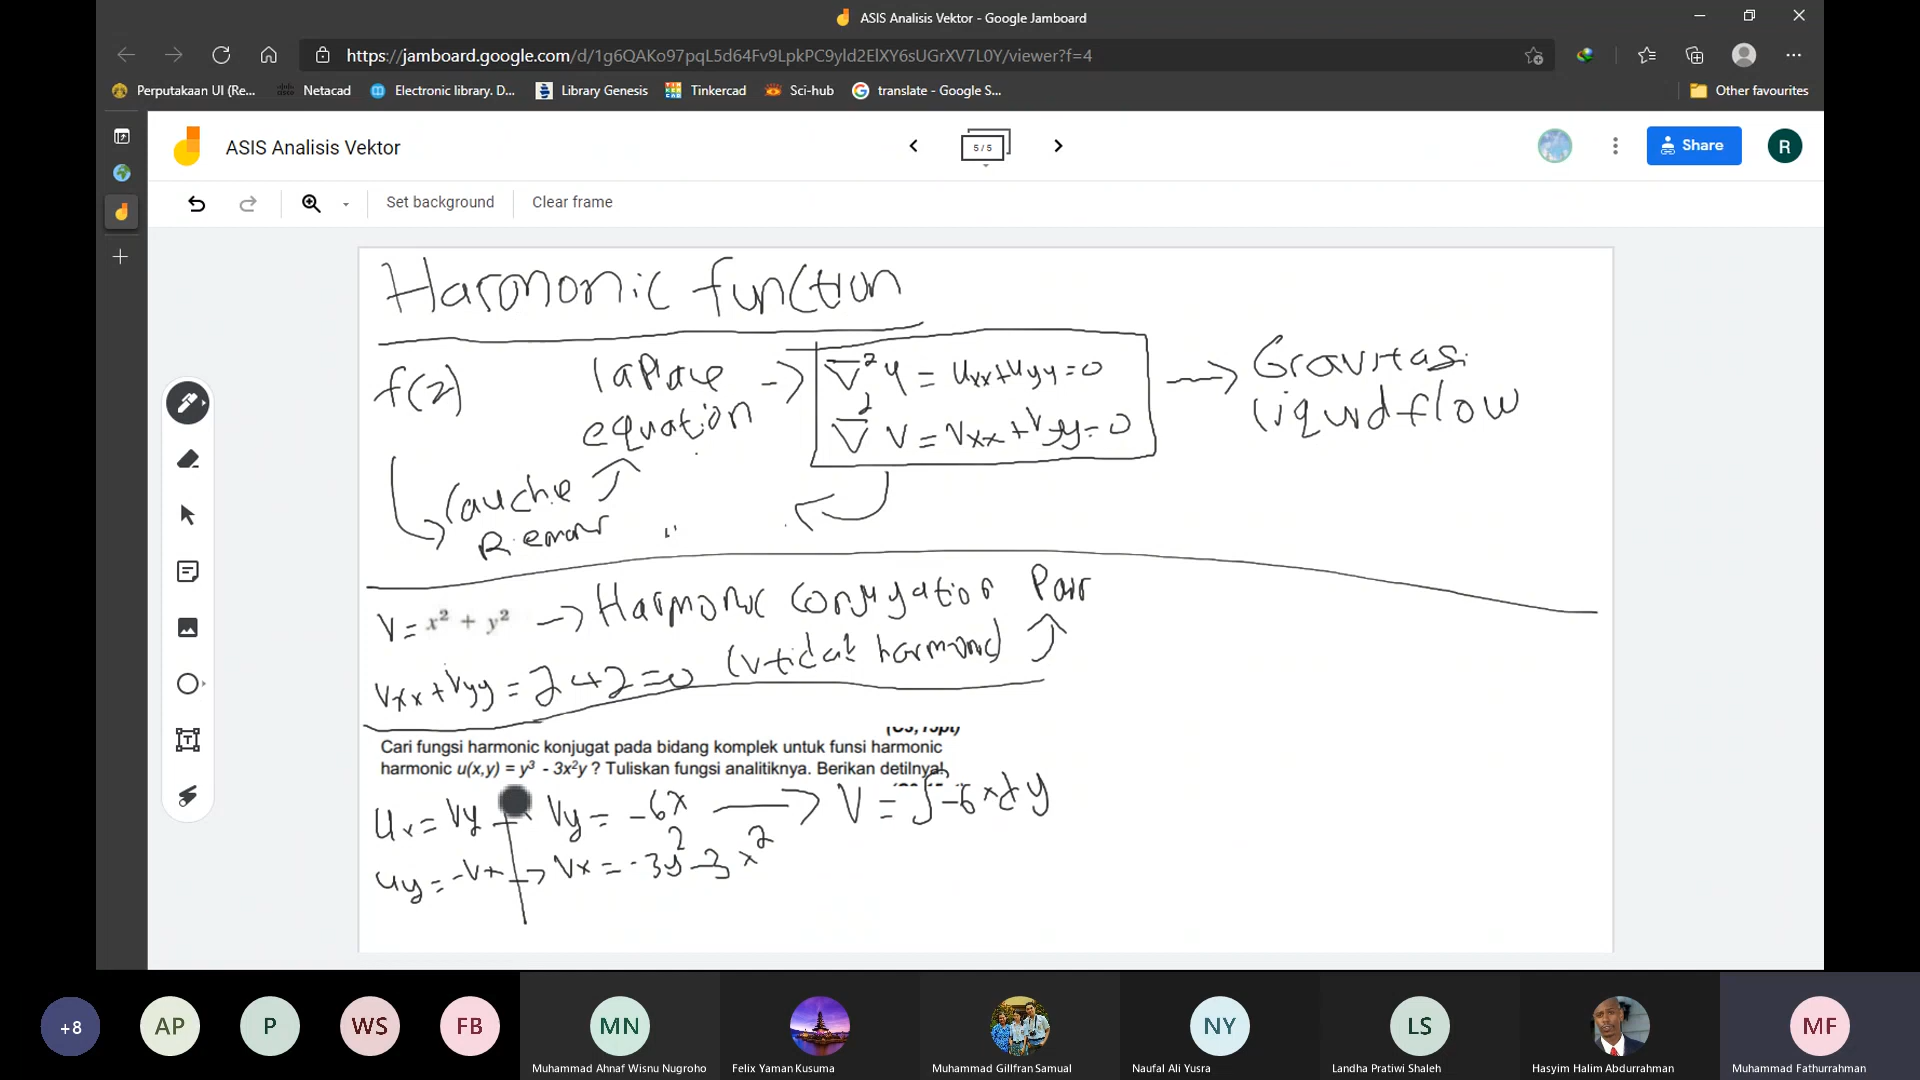 ASIS Analisis Vektor - Google Jamboard
https://jamboard.google.com/d/1g6QAKo97pqL5d64Fv9LpkPC9yld2ElXY6sUGrXV7L0Y/viewer?f=4
Perputakaan UI (Re... Netacad Electronic library. D... Library Genesis Tinkercad Sci-hub translate - Google S... Other favourites
ASIS Analisis Vektor 5 / 5 Share R
Set background Clear frame
Harmonic function
f(z) laplace equation → ∇²u = uxx+uyy=0 → Gravitasi
∇²v = vxx+vyy=0 liquid flow
Cauchie
Rieman
V = x² + y² → Harmonic Conjugation Pair
Vxx+Vyy = 2+2=0 (v tidak harmonic)
Cari fungsi harmonic konjugat pada bidang komplek untuk funsi harmonic
harmonic u(x,y) = y³ - 3x²y ? Tuliskan fungsi analitiknya. Berikan detilnya!
Ux = Vy Vy = -6x → V = ∫-6xdy
Uy = -Vx → Vx = -3y²-3x²
+8 AP P WS FB MN NY LS MF
Muhammad Ahnaf Wisnu Nugroho Felix Yaman Kusuma Muhammad Gillfran Samual Naufal Ali Yusra Landha Pratiwi Shaleh Hasyim Halim Abdurrahman Muhammad Fathurrahman